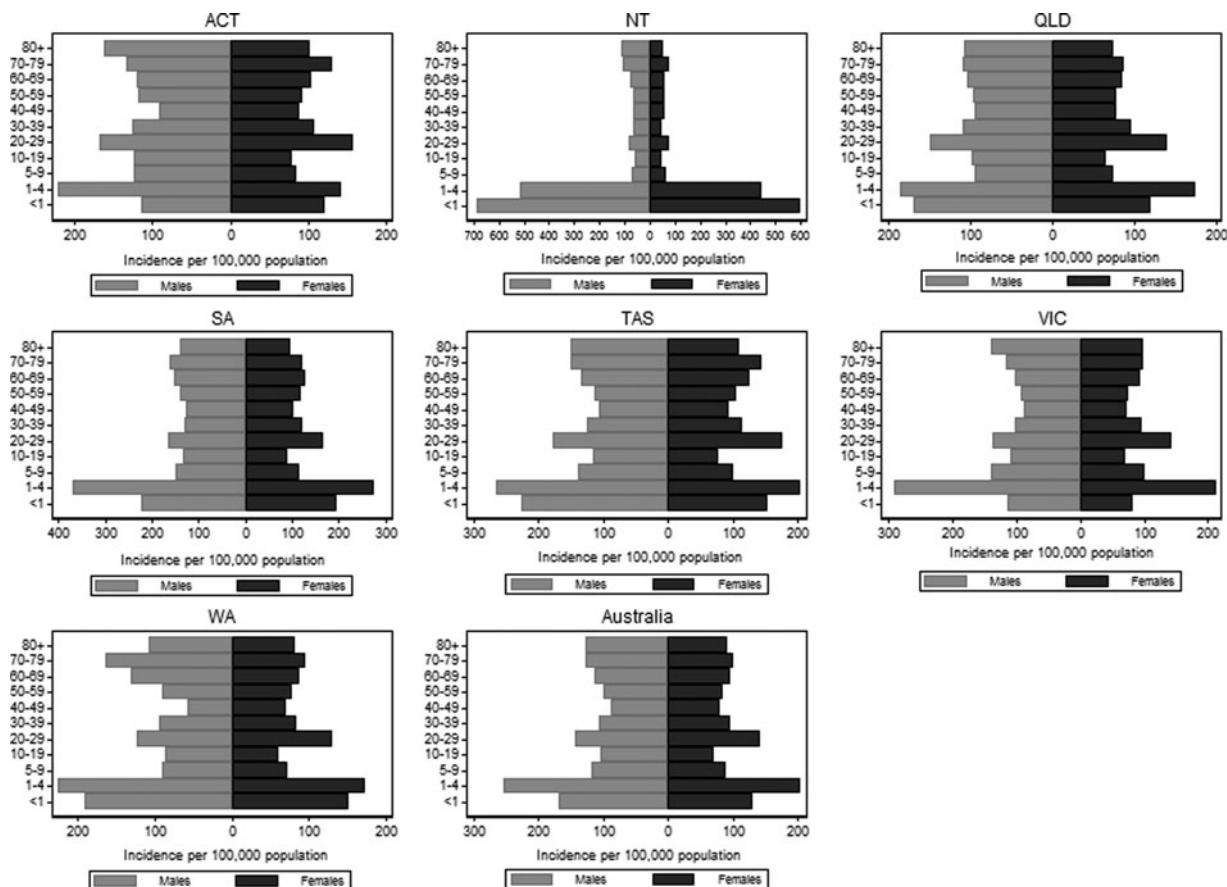 ACT
80+
70-79
60-69
50-59
40-49
30-39
20-29
10-19
5-9
1-4
<1
200 100 0 100 200
Incidence per 100,000 population
Males Females
NT
80+
70-79
60-69
50-59
40-49
30-39
20-29
10-19
5-9
1-4
<1
700 600 500 400 300 200 100 0 100 200 300 400 500 600
Incidence per 100,000 population
Males Females
QLD
80+
70-79
60-69
50-59
40-49
30-39
20-29
10-19
5-9
1-4
<1
200 100 0 100 200
Incidence per 100,000 population
Males Females
SA
80+
70-79
60-69
50-59
40-49
30-39
20-29
10-19
5-9
1-4
<1
400 300 200 100 0 100 200 300
Incidence per 100,000 population
Males Females
TAS
80+
70-79
60-69
50-59
40-49
30-39
20-29
10-19
5-9
1-4
<1
300 200 100 0 100 200
Incidence per 100,000 population
Males Females
VIC
80+
70-79
60-69
50-59
40-49
30-39
20-29
10-19
5-9
1-4
<1
300 200 100 0 100 200
Incidence per 100,000 population
Males Females
WA
80+
70-79
60-69
50-59
40-49
30-39
20-29
10-19
5-9
1-4
<1
200 100 0 100 200
Incidence per 100,000 population
Males Females
Australia
80+
70-79
60-69
50-59
40-49
30-39
20-29
10-19
5-9
1-4
<1
300 200 100 0 100 200
Incidence per 100,000 population
Males Females